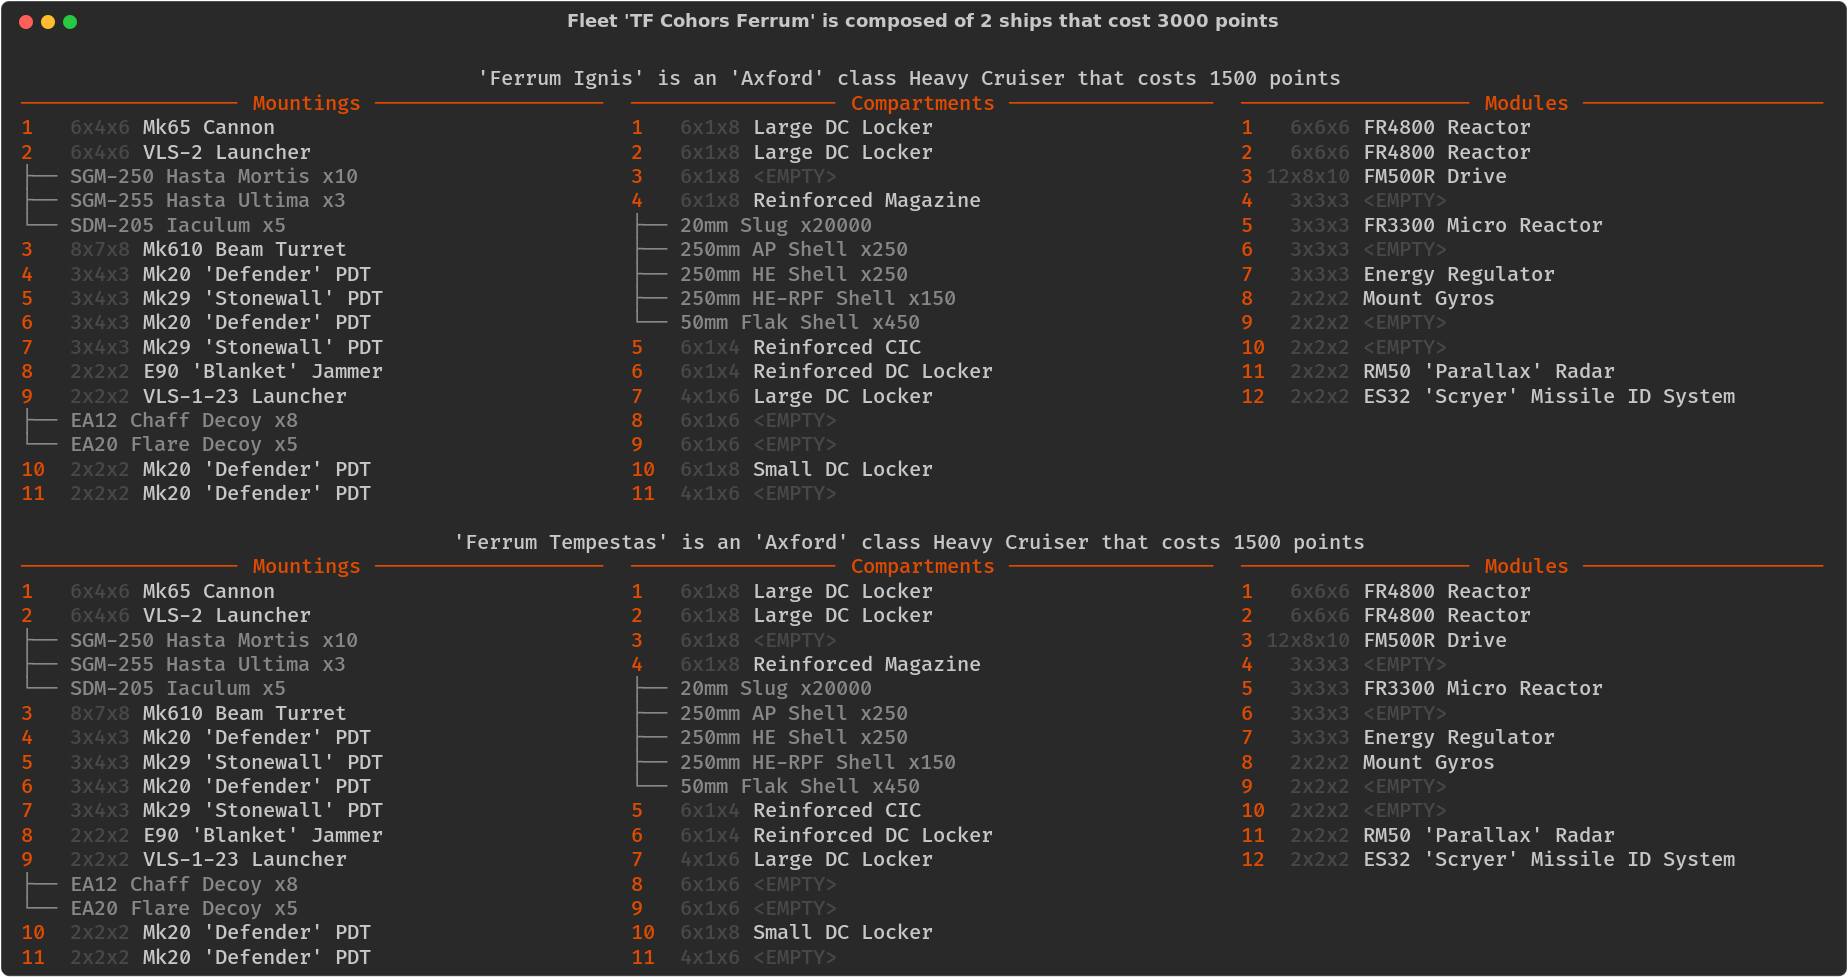 Fleet 'TF Cohors Ferrum' is composed of 2 ships that cost 3000 points
'Ferrum Ignis' is an 'Axford' class Heavy Cruiser that costs 1500 points
Mountings
1 6x4x6 Mk65 Cannon
2 6x4x6 VLS-2 Launcher
SGM-250 Hasta Mortis x10
SGM-255 Hasta Ultima x3
SDM-205 Iaculum x5
3 8x7x8 Mk610 Beam Turret
4 3x4x3 Mk20 'Defender' PDT
5 3x4x3 Mk29 'Stonewall' PDT
6 3x4x3 Mk20 'Defender' PDT
7 3x4x3 Mk29 'Stonewall' PDT
8 2x2x2 E90 'Blanket' Jammer
9 2x2x2 VLS-1-23 Launcher
EA12 Chaff Decoy x8
EA20 Flare Decoy x5
10 2x2x2 Mk20 'Defender' PDT
11 2x2x2 Mk20 'Defender' PDT
Compartments
1 6x1x8 Large DC Locker
2 6x1x8 Large DC Locker
3 6x1x8 <EMPTY>
4 6x1x8 Reinforced Magazine
20mm Slug x20000
250mm AP Shell x250
250mm HE Shell x250
250mm HE-RPF Shell x150
50mm Flak Shell x450
5 6x1x4 Reinforced CIC
6 6x1x4 Reinforced DC Locker
7 4x1x6 Large DC Locker
8 6x1x6 <EMPTY>
9 6x1x6 <EMPTY>
10 6x1x8 Small DC Locker
11 4x1x6 <EMPTY>
Modules
1 6x6x6 FR4800 Reactor
2 6x6x6 FR4800 Reactor
3 12x8x10 FM500R Drive
4 3x3x3 <EMPTY>
5 3x3x3 FR3300 Micro Reactor
6 3x3x3 <EMPTY>
7 3x3x3 Energy Regulator
8 2x2x2 Mount Gyros
9 2x2x2 <EMPTY>
10 2x2x2 <EMPTY>
11 2x2x2 RM50 'Parallax' Radar
12 2x2x2 ES32 'Scryer' Missile ID System
'Ferrum Tempestas' is an 'Axford' class Heavy Cruiser that costs 1500 points
Mountings
1 6x4x6 Mk65 Cannon
2 6x4x6 VLS-2 Launcher
SGM-250 Hasta Mortis x10
SGM-255 Hasta Ultima x3
SDM-205 Iaculum x5
3 8x7x8 Mk610 Beam Turret
4 3x4x3 Mk20 'Defender' PDT
5 3x4x3 Mk29 'Stonewall' PDT
6 3x4x3 Mk20 'Defender' PDT
7 3x4x3 Mk29 'Stonewall' PDT
8 2x2x2 E90 'Blanket' Jammer
9 2x2x2 VLS-1-23 Launcher
EA12 Chaff Decoy x8
EA20 Flare Decoy x5
10 2x2x2 Mk20 'Defender' PDT
11 2x2x2 Mk20 'Defender' PDT
Compartments
1 6x1x8 Large DC Locker
2 6x1x8 Large DC Locker
3 6x1x8 <EMPTY>
4 6x1x8 Reinforced Magazine
20mm Slug x20000
250mm AP Shell x250
250mm HE Shell x250
250mm HE-RPF Shell x150
50mm Flak Shell x450
5 6x1x4 Reinforced CIC
6 6x1x4 Reinforced DC Locker
7 4x1x6 Large DC Locker
8 6x1x6 <EMPTY>
9 6x1x6 <EMPTY>
10 6x1x8 Small DC Locker
11 4x1x6 <EMPTY>
Modules
1 6x6x6 FR4800 Reactor
2 6x6x6 FR4800 Reactor
3 12x8x10 FM500R Drive
4 3x3x3 <EMPTY>
5 3x3x3 FR3300 Micro Reactor
6 3x3x3 <EMPTY>
7 3x3x3 Energy Regulator
8 2x2x2 Mount Gyros
9 2x2x2 <EMPTY>
10 2x2x2 <EMPTY>
11 2x2x2 RM50 'Parallax' Radar
12 2x2x2 ES32 'Scryer' Missile ID System